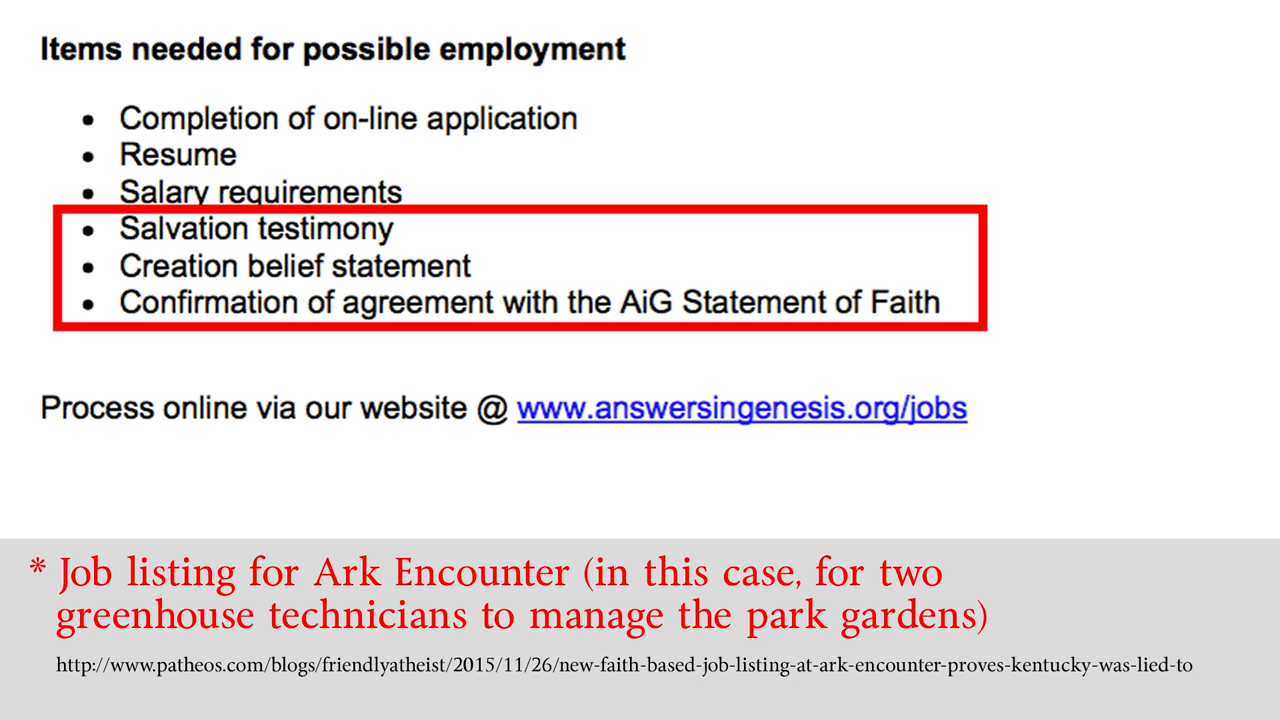 Items needed for possible employment
• Completion of on-line application
• Resume
• Salary requirements
• Salvation testimony
• Creation belief statement
• Confirmation of agreement with the AiG Statement of Faith
Process online via our website @ www.answersingenesis.org/jobs
* Job listing for Ark Encounter (in this case, for two
greenhouse technicians to manage the park gardens)
http://www.patheos.com/blogs/friendlyatheist/2015/11/26/new-faith-based-job-listing-at-ark-encounter-proves-kentucky-was-lied-to